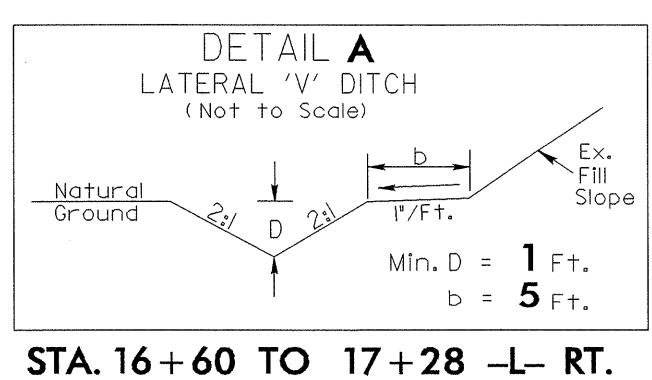 DETAIL A
LATERAL 'V' DITCH
(Not to Scale)
b
Ex.
Fill
Slope
Natural
Ground
2:1
D
2:1
1"/Ft.
Min. D = 1 Ft.
b = 5 Ft.
STA. 16+60 TO 17+28 -L- RT.